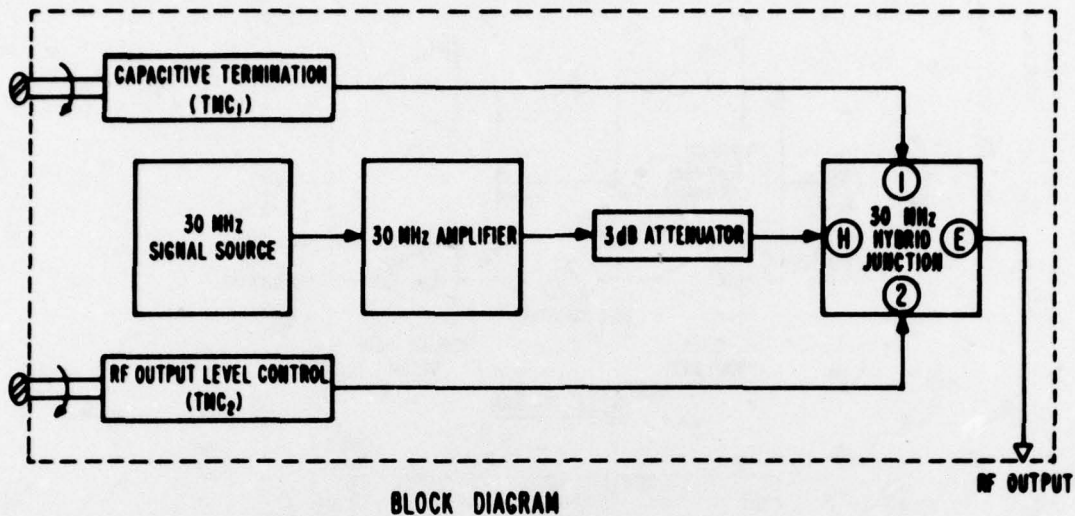 CAPACITIVE TERMINATION
(TMC₁)
30 MHz
SIGNAL SOURCE
30 MHz AMPLIFIER
3dB ATTENUATOR
1
H
30 MHz
HYBRID
JUNCTION
E
2
RF OUTPUT LEVEL CONTROL
(TMC₂)
RF OUTPUT
BLOCK DIAGRAM